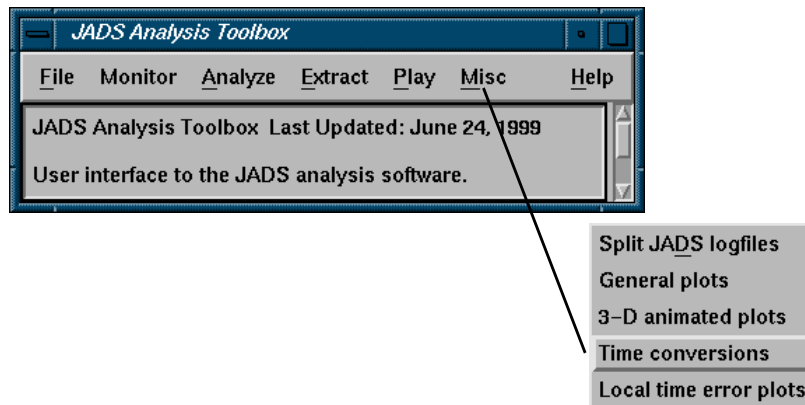 JADS Analysis Toolbox
File Monitor Analyze Extract Play Misc Help
JADS Analysis Toolbox Last Updated: June 24, 1999
User interface to the JADS analysis software.
Split JADS logfiles
General plots
3-D animated plots
Time conversions
Local time error plots